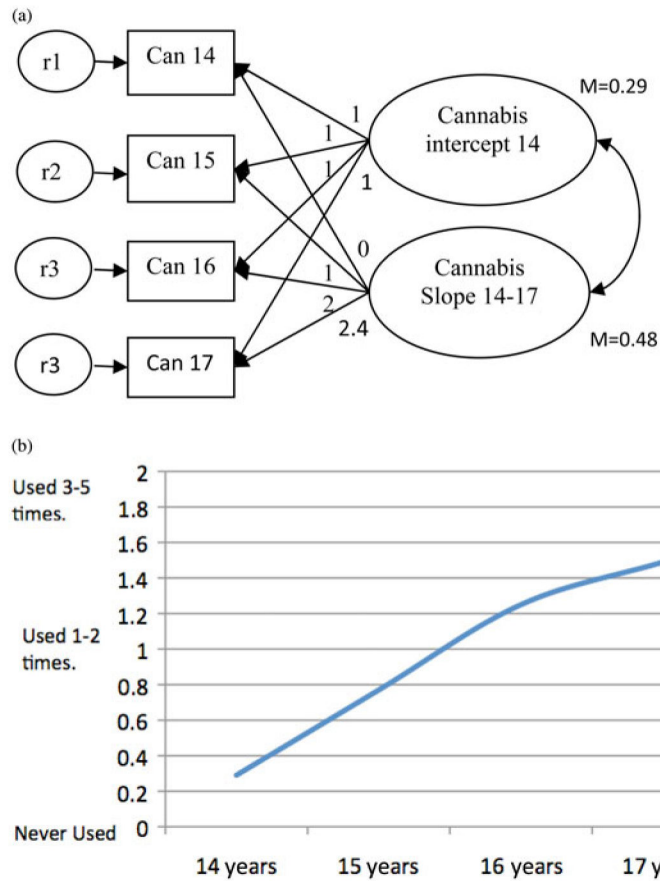 (a)
r1
Can 14
r2
Can 15
r3
Can 16
r3
Can 17
1
1
1
1
0
1
2
2.4
Cannabis
intercept 14
M=0.29
Cannabis
Slope 14-17
M=0.48
(b)
Used 3-5
times.
Used 1-2
times.
Never Used
2
1.8
1.6
1.4
1.2
1
0.8
0.6
0.4
0.2
0
14 years
15 years
16 years
17 y